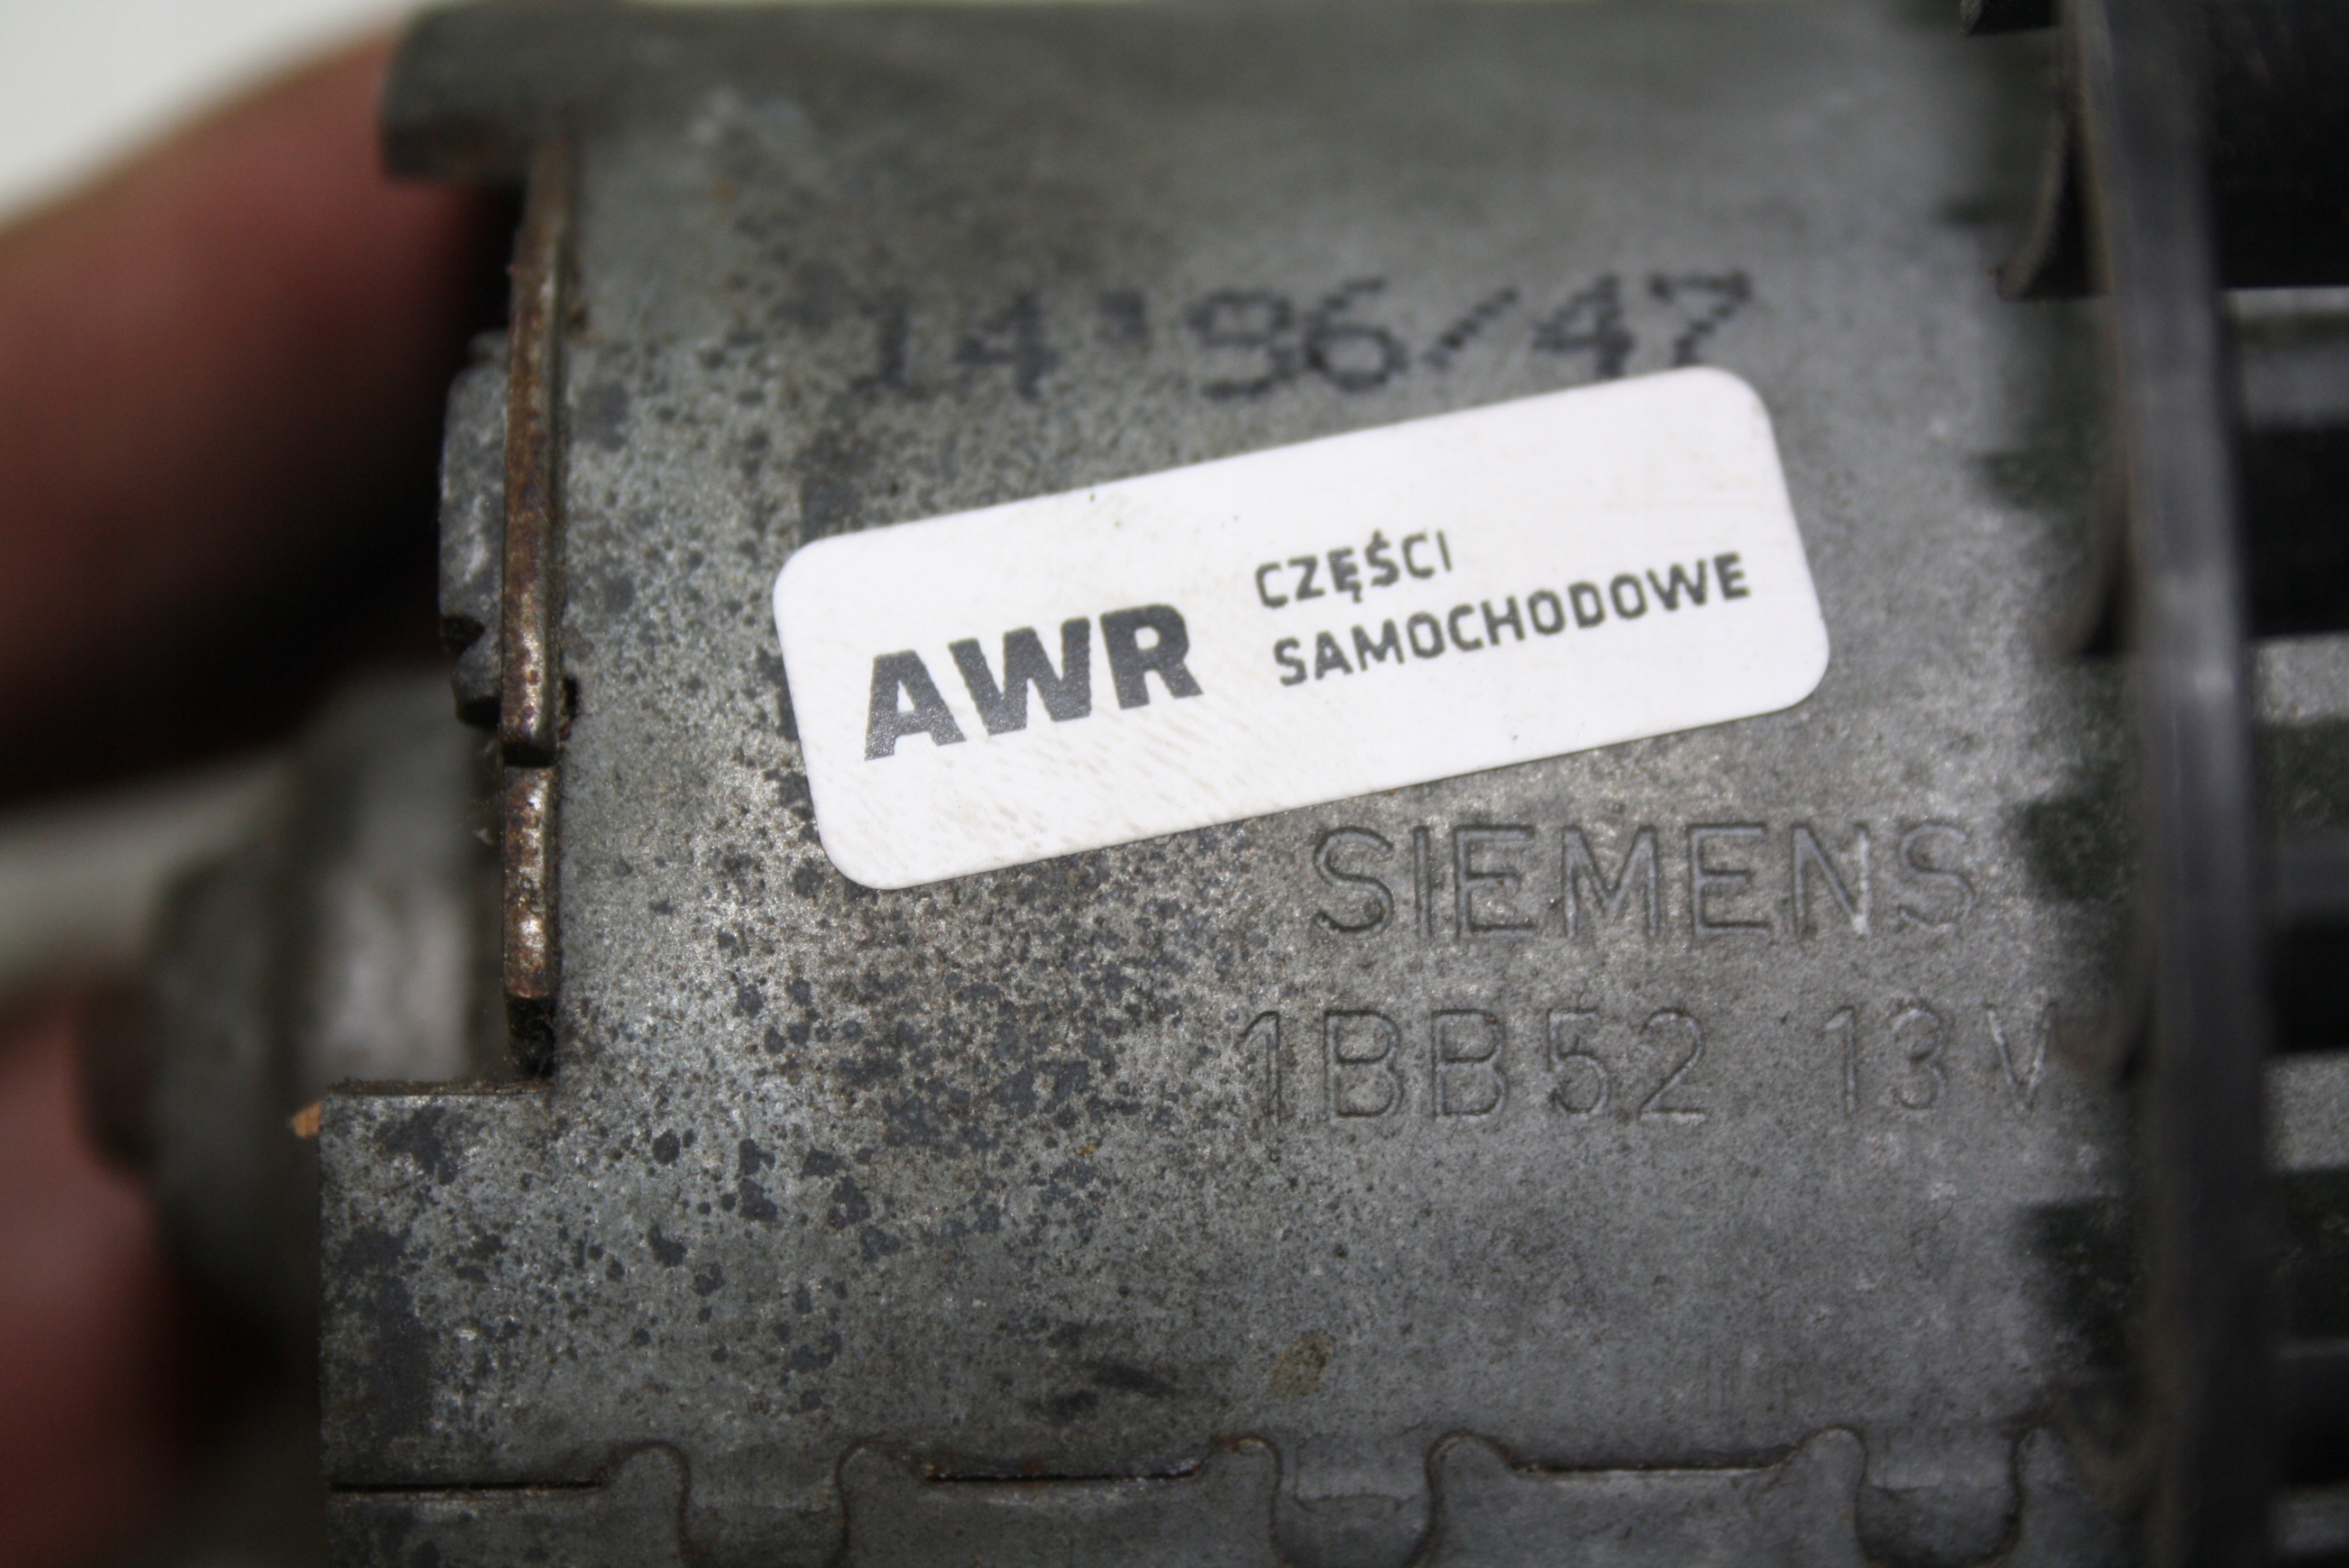 14'96/47
AWR CZĘŚCI
SAMOCHODOWE
SIEMENS
1BB52 13V